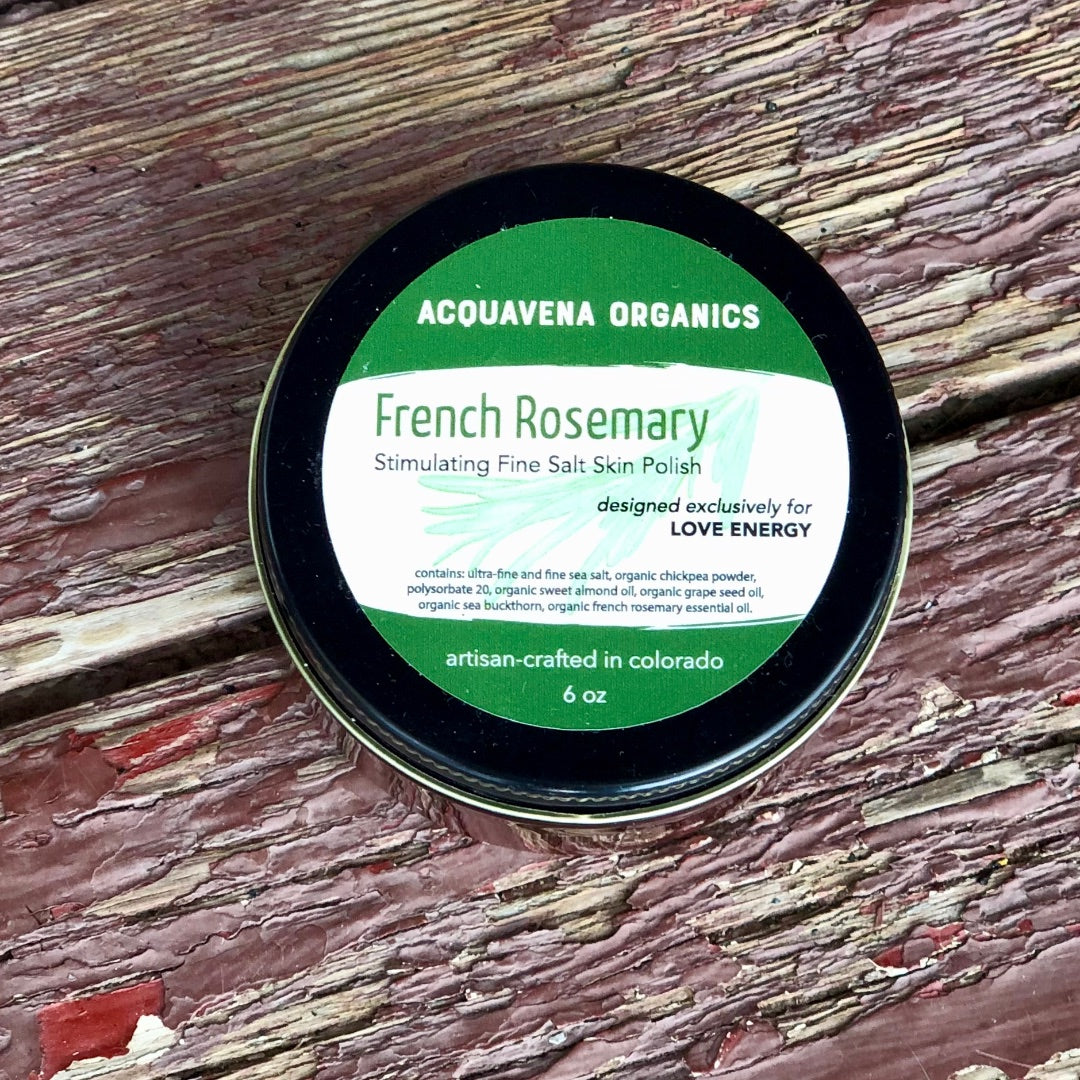 ACQUAVENA ORGANICS
French Rosemary
Stimulating Fine Salt Skin Polish
designed exclusively for
LOVE ENERGY
contains: ultra-fine and fine sea salt, organic chickpea powder,
polysorbate 20, organic sweet almond oil, organic grape seed oil,
organic sea buckthorn, organic french rosemary essential oil.
artisan-crafted in colorado
6 oz